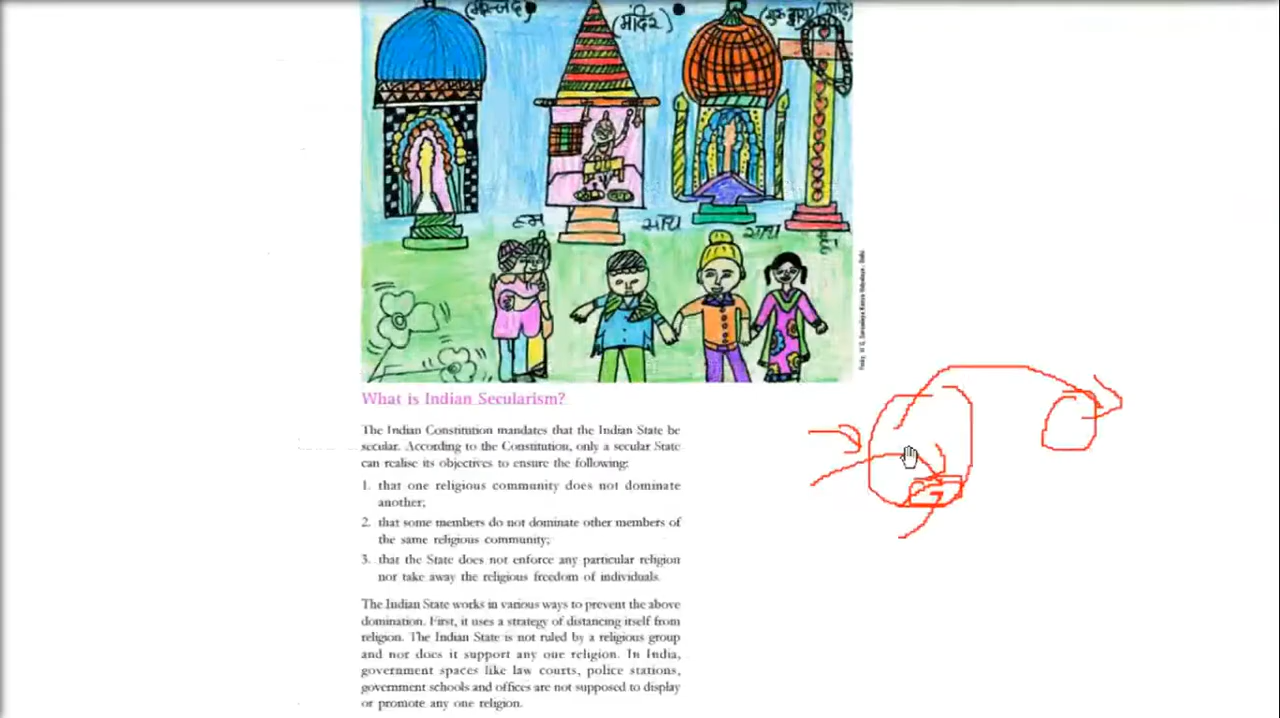 (मस्जिद)
(मंदिर)
हम
साथ
साथ
What is Indian Secularism?
The Indian Constitution mandates that the Indian State be
secular. According to the Constitution, only a secular State
can realise its objectives to ensure the following:
1. that one religious community does not dominate
another;
2. that some members do not dominate other members of
the same religious community;
3. that the State does not enforce any particular religion
nor take away the religious freedom of individuals.
The Indian State works in various ways to prevent the above
domination. First, it uses a strategy of distancing itself from
religion. The Indian State is not ruled by a religious group
and nor does it support any one religion. In India,
government spaces like law courts, police stations,
government schools and offices are not supposed to display
or promote any one religion.